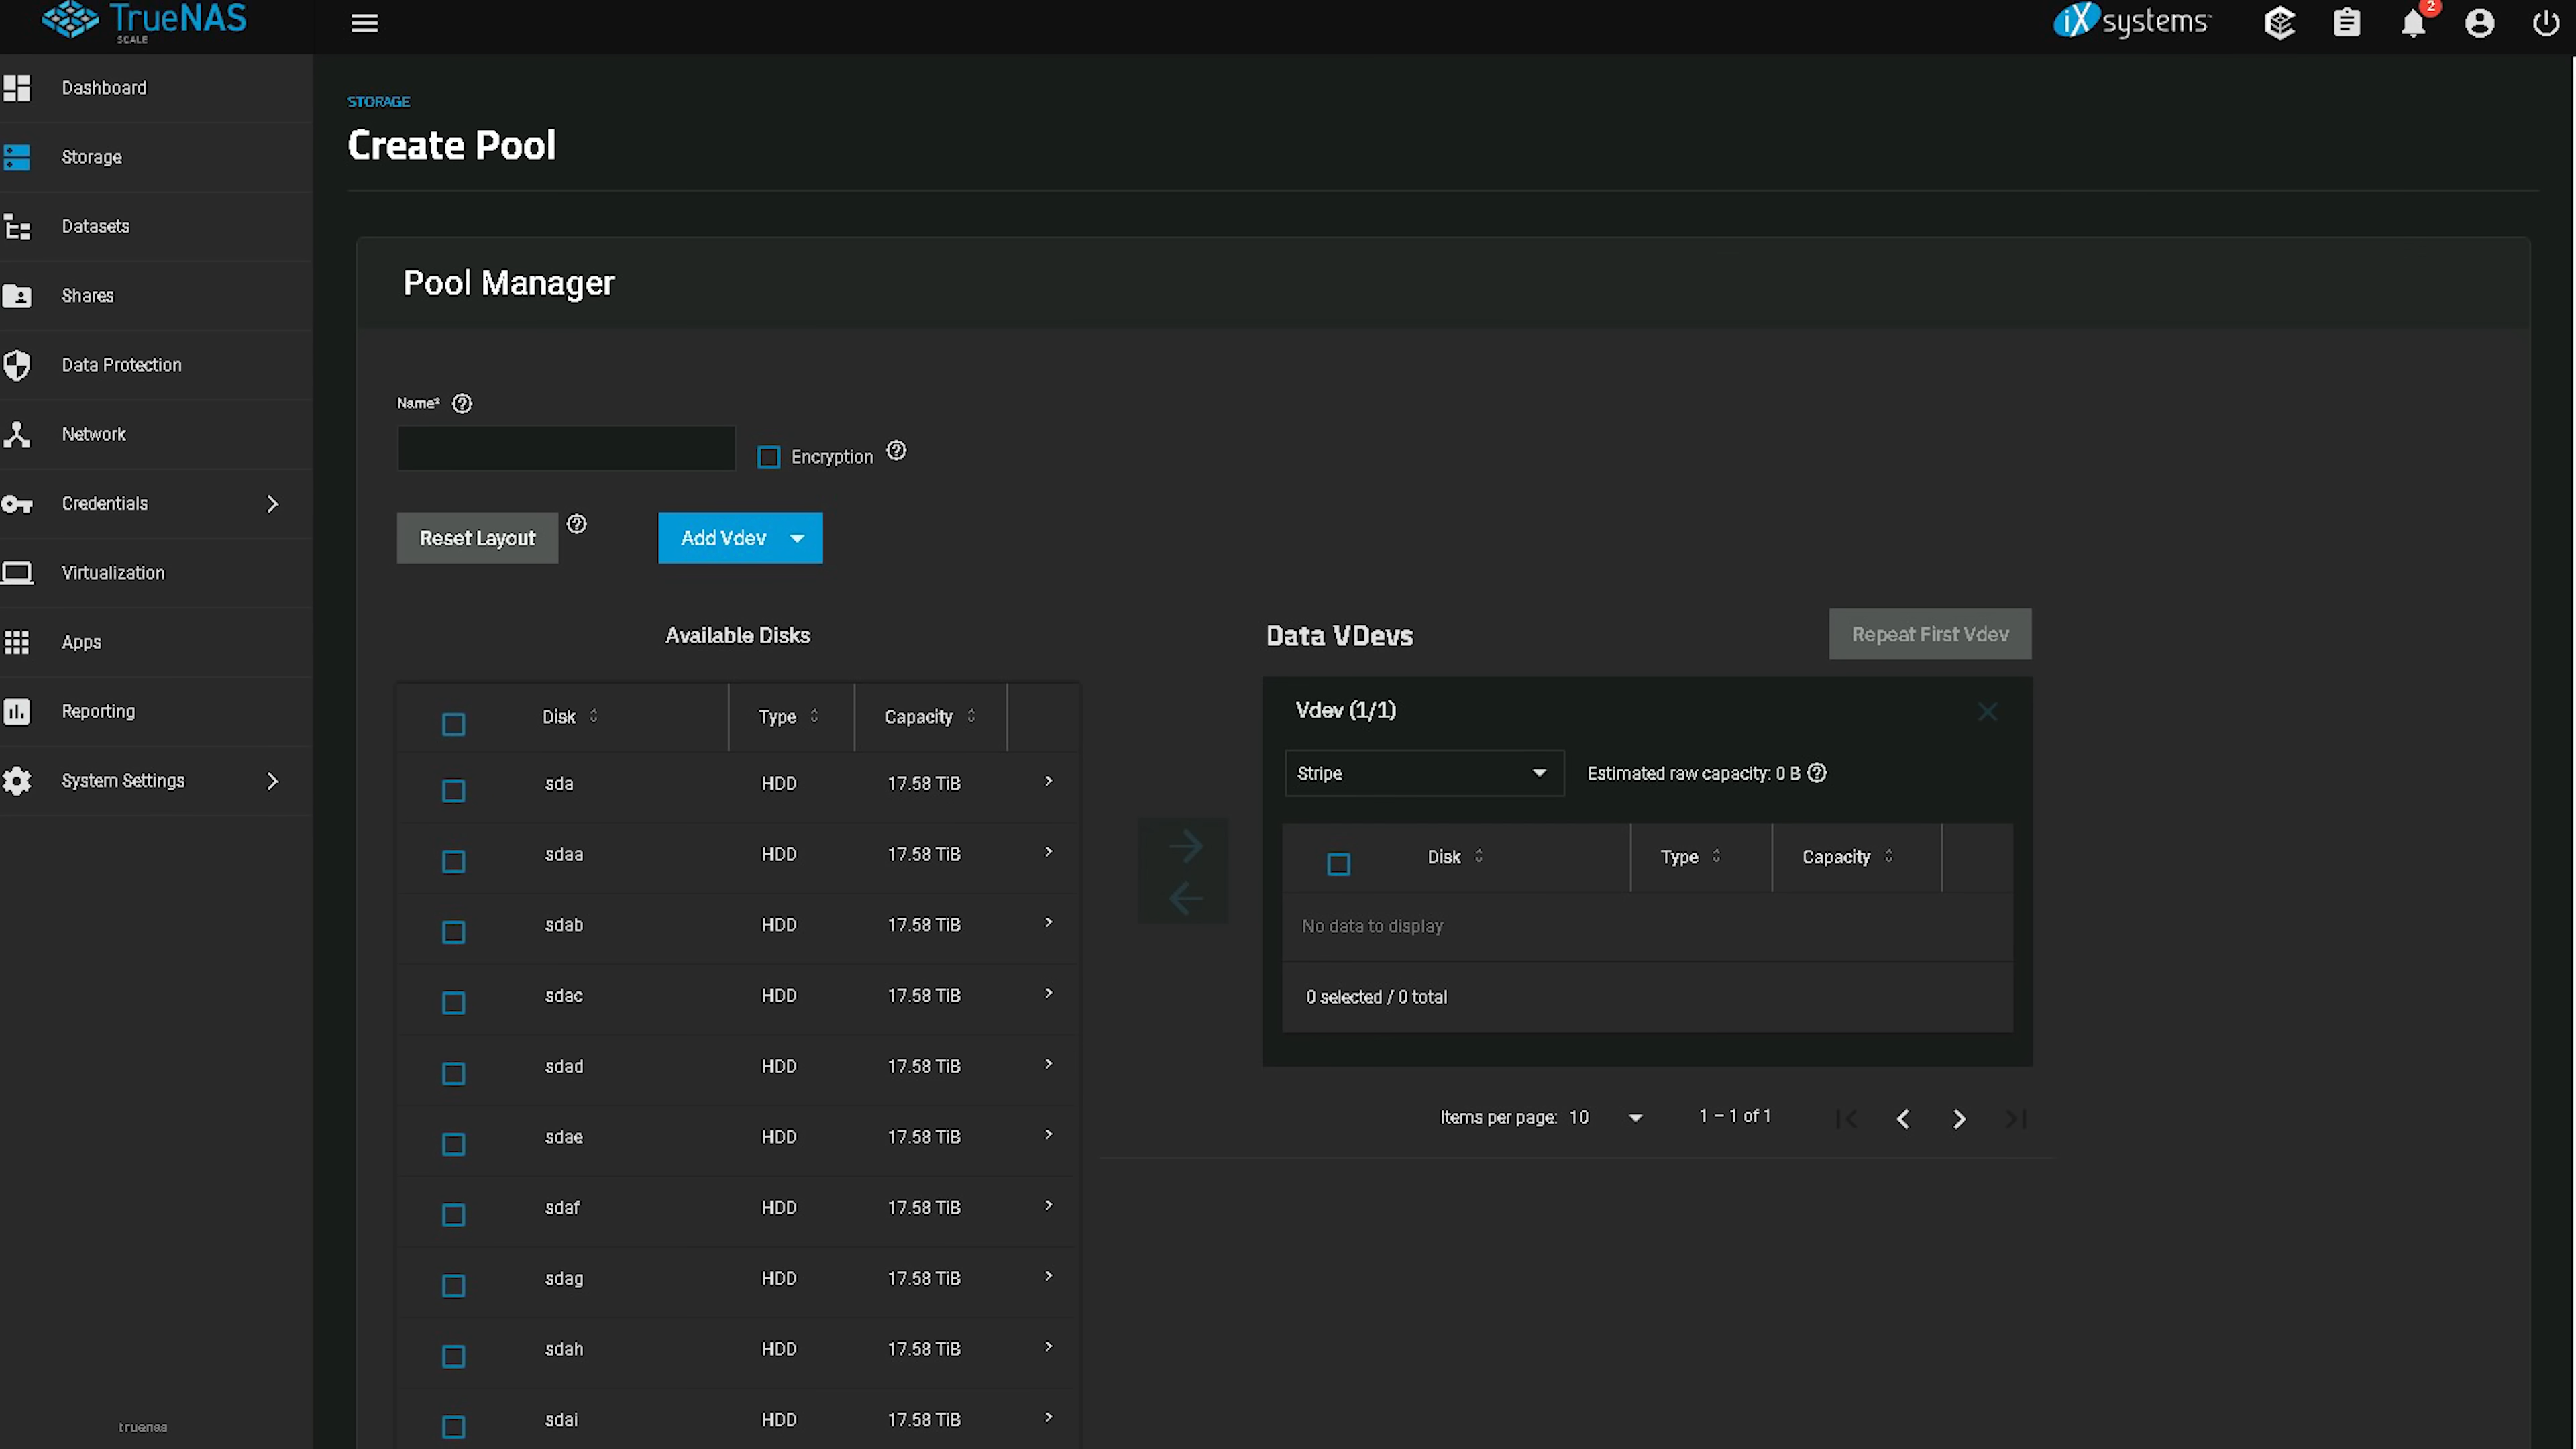 TrueNAS
SCALE
iXsystems
2
Dashboard
Storage
Datasets
Shares
Data Protection
Network
Credentials
Virtualization
Apps
Reporting
System Settings
truenas
STORAGE
Create Pool
Pool Manager
Name*
Encryption
Reset Layout
Add Vdev
Available Disks
Disk Type Capacity
sda HDD 17.58 TiB
sdaa HDD 17.58 TiB
sdab HDD 17.58 TiB
sdac HDD 17.58 TiB
sdad HDD 17.58 TiB
sdae HDD 17.58 TiB
sdaf HDD 17.58 TiB
sdag HDD 17.58 TiB
sdah HDD 17.58 TiB
sdai HDD 17.58 TiB
Data VDevs
Repeat First Vdev
Vdev (1/1)
Stripe
Estimated raw capacity: 0 B
Disk Type Capacity
No data to display
0 selected / 0 total
Items per page: 10 1 – 1 of 1